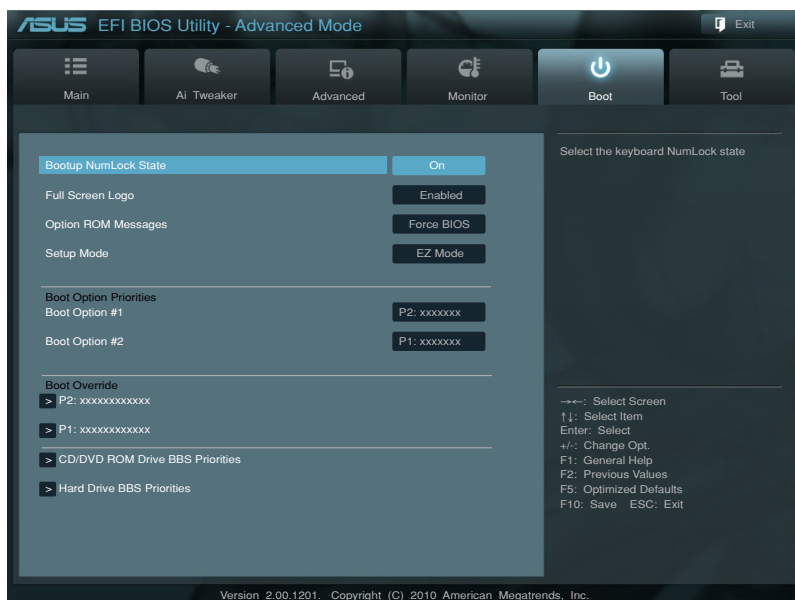 ASUS EFI BIOS Utility - Advanced Mode
Exit
Main
Ai Tweaker
Advanced
Monitor
Boot
Tool
Bootup NumLock State On
Full Screen Logo Enabled
Option ROM Messages Force BIOS
Setup Mode EZ Mode
Boot Option Priorities
Boot Option #1 P2: xxxxxxx
Boot Option #2 P1: xxxxxxx
Boot Override
> P2: xxxxxxxxxxxx
> P1: xxxxxxxxxxxx
> CD/DVD ROM Drive BBS Priorities
> Hard Drive BBS Priorities
Select the keyboard NumLock state
→←: Select Screen
↑↓: Select Item
Enter: Select
+/-: Change Opt.
F1: General Help
F2: Previous Values
F5: Optimized Defaults
F10: Save ESC: Exit
Version 2.00.1201. Copyright (C) 2010 American Megatrends, Inc.